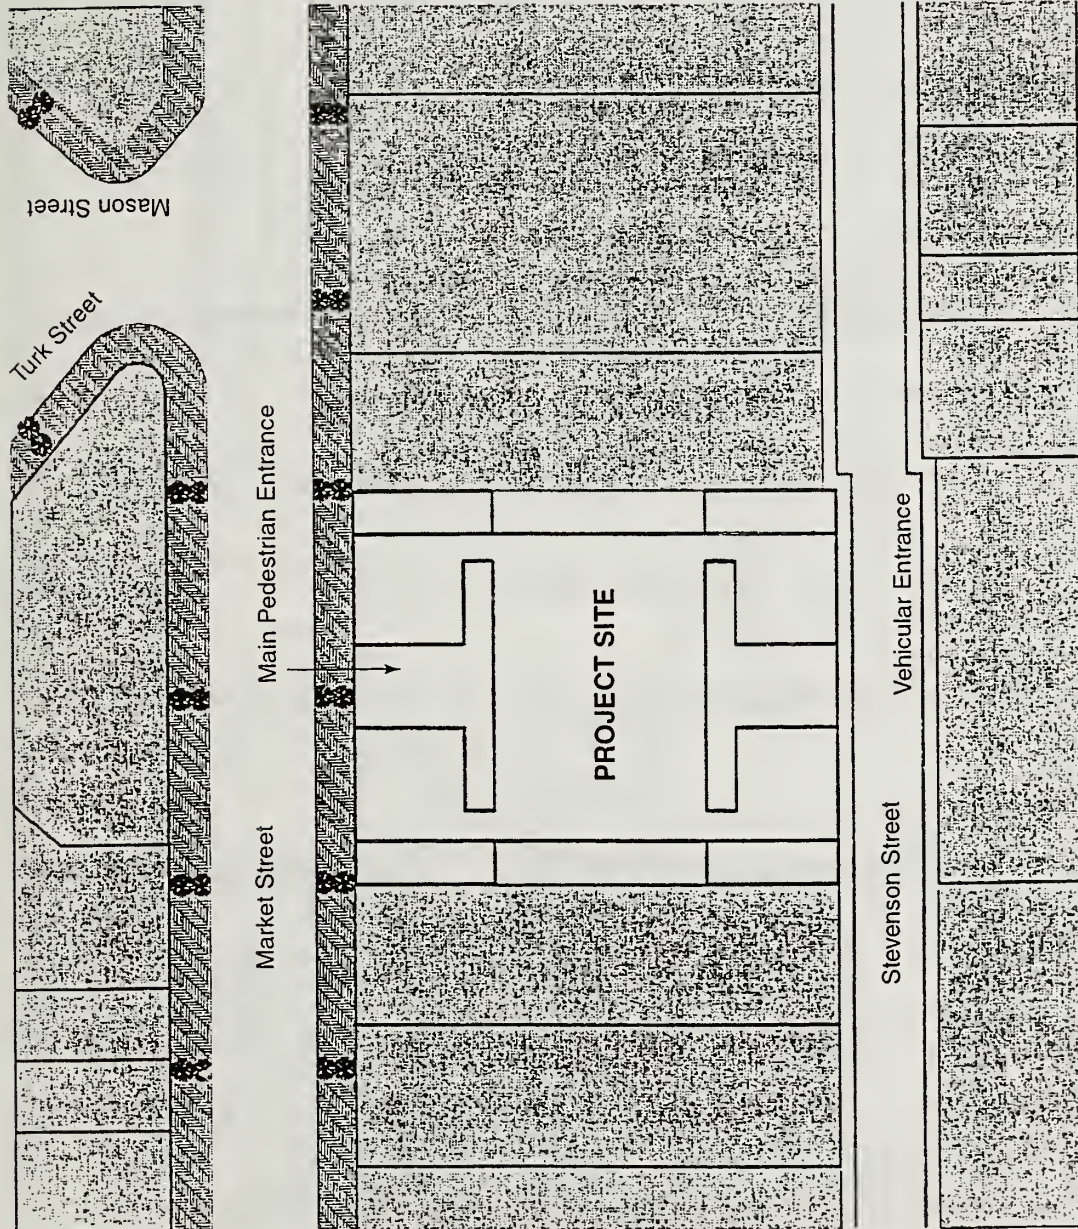 Mason Street
Turk Street
Main Pedestrian Entrance
Market Street
PROJECT SITE
Vehicular Entrance
Stevenson Street